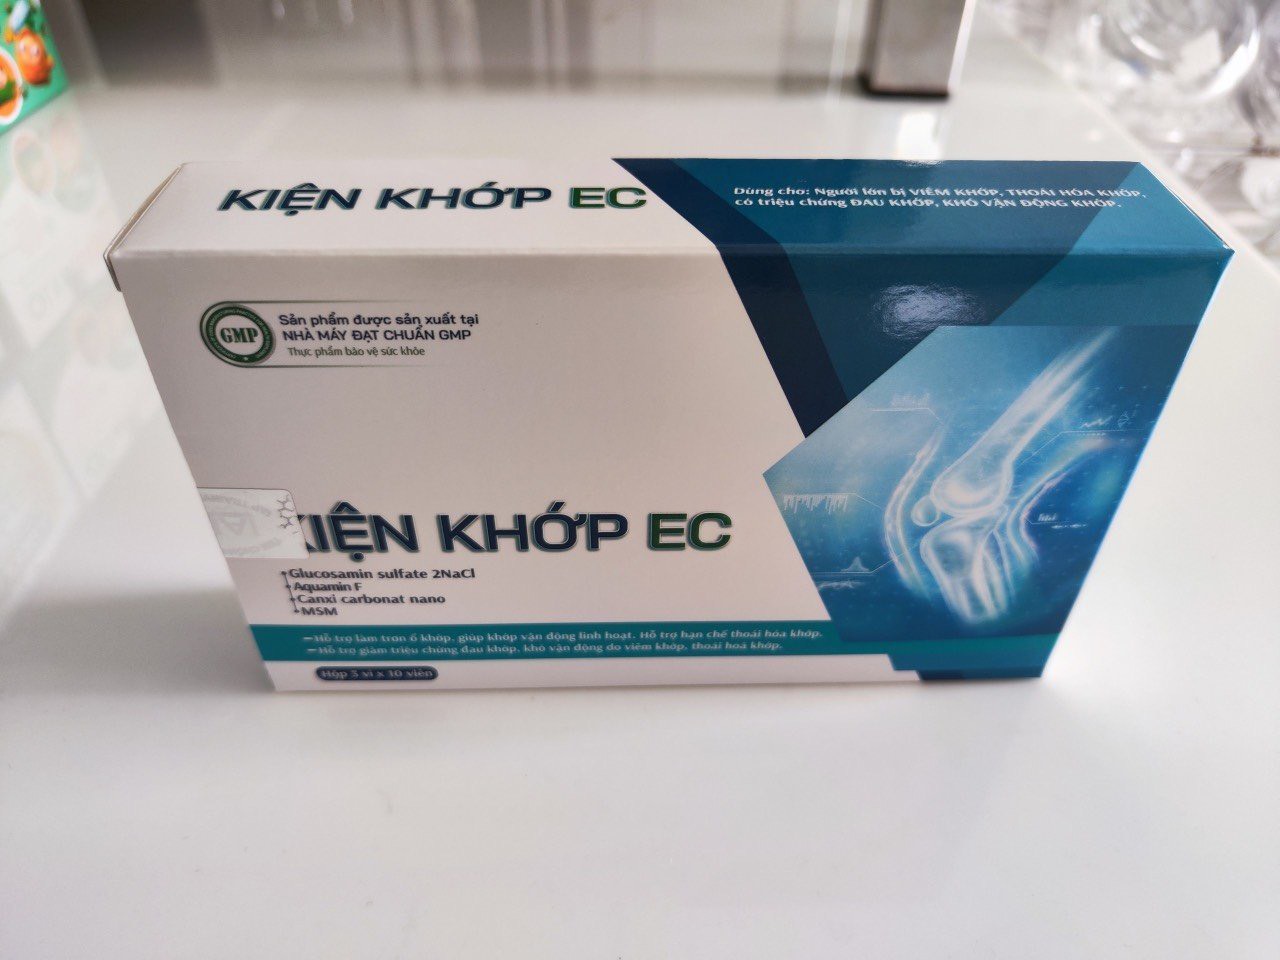 KIỆN KHỚP EC
Dùng cho: Người lớn bị VIÊM KHỚP, THOÁI HÓA KHỚP,
có triệu chứng ĐAU KHỚP, KHÓ VẬN ĐỘNG KHỚP.
GMP
Sản phẩm được sản xuất tại
NHÀ MÁY ĐẠT CHUẨN GMP
Thực phẩm bảo vệ sức khỏe
KIỆN KHỚP EC
Glucosamin sulfate 2NaCl
Aquamin F
Canxi carbonat nano
MSM
Hỗ trợ làm trơn ổ khớp, giúp khớp vận động linh hoạt. Hỗ trợ hạn chế thoái hóa khớp.
Hỗ trợ giảm triệu chứng đau khớp, khó vận động do viêm khớp, thoái hoá khớp.
Hộp 3 vỉ x 10 viên